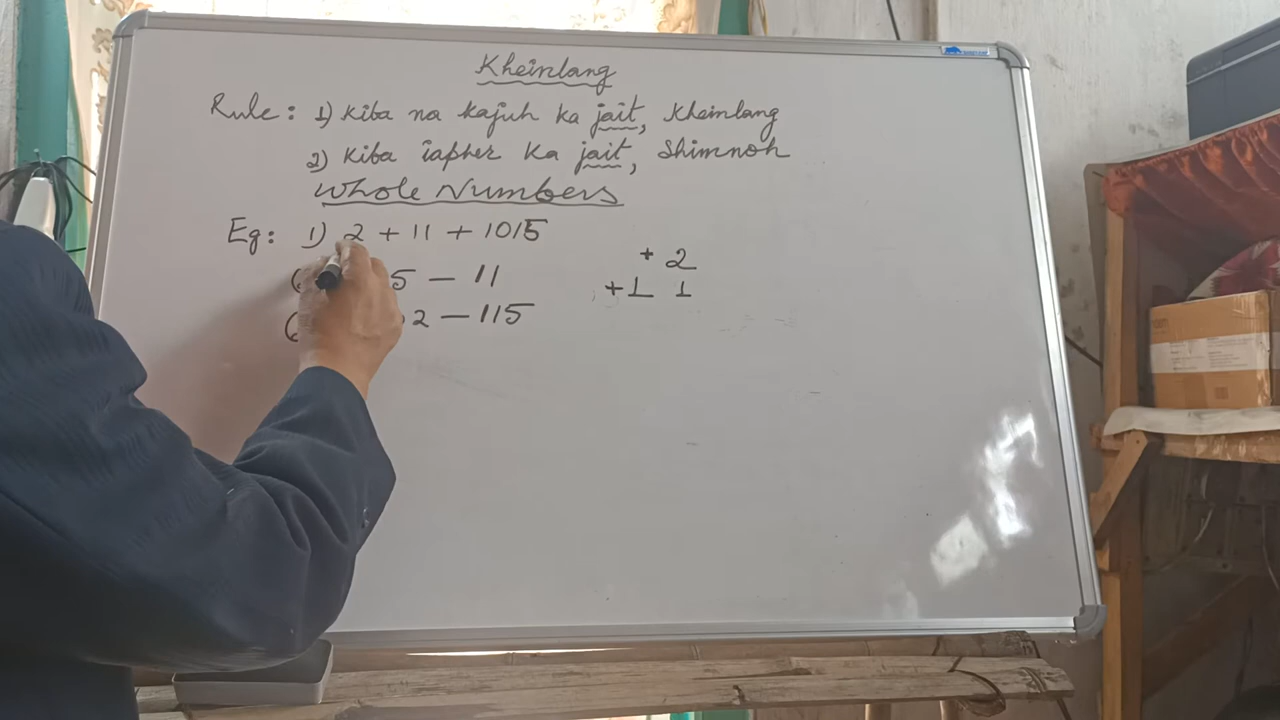 Kheinlang
Rule: 1) Kiba na kajuh ka jait, Kheinlang
2) Kiba iapher ka jait, Shimnoh
Whole Numbers
Eg: 1) 2 + 11 + 1015
5 - 11
2 - 115
+ 2
+1 1